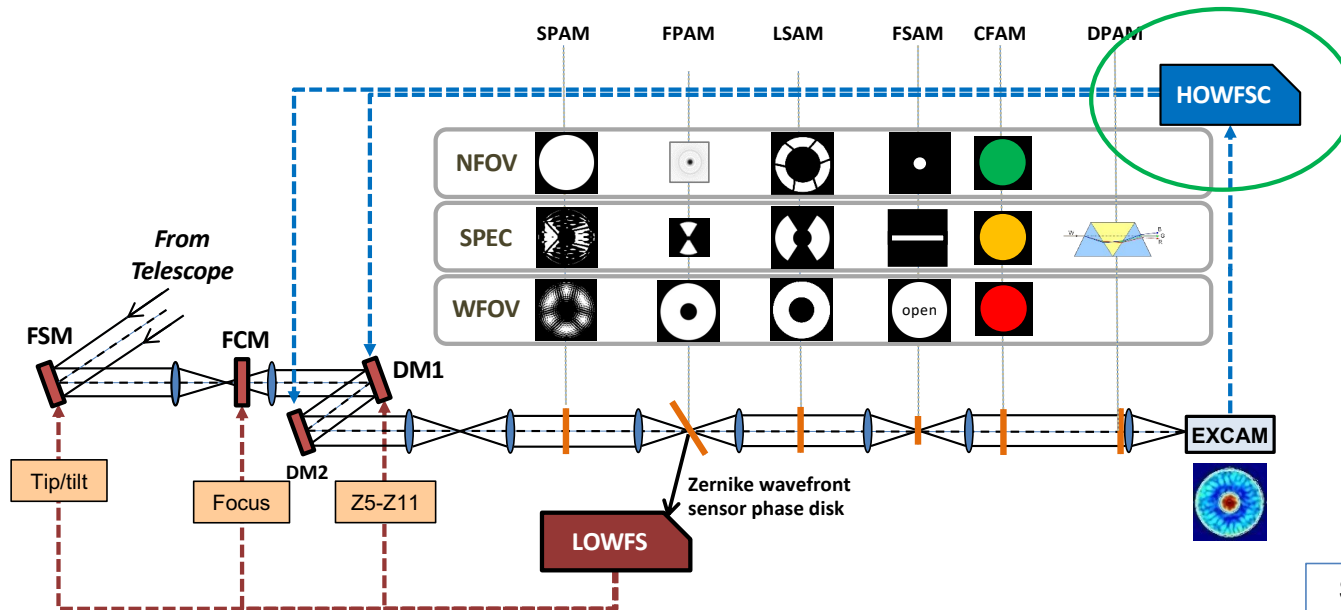 SPAM FPAM LSAM FSAM CFAM DPAM
HOWFSC
NFOV
SPEC
WFOV
open
From
Telescope
FSM
FCM
DM1
DM2
EXCAM
Tip/tilt
Focus
Z5-Z11
Zernike wavefront
sensor phase disk
LOWFS